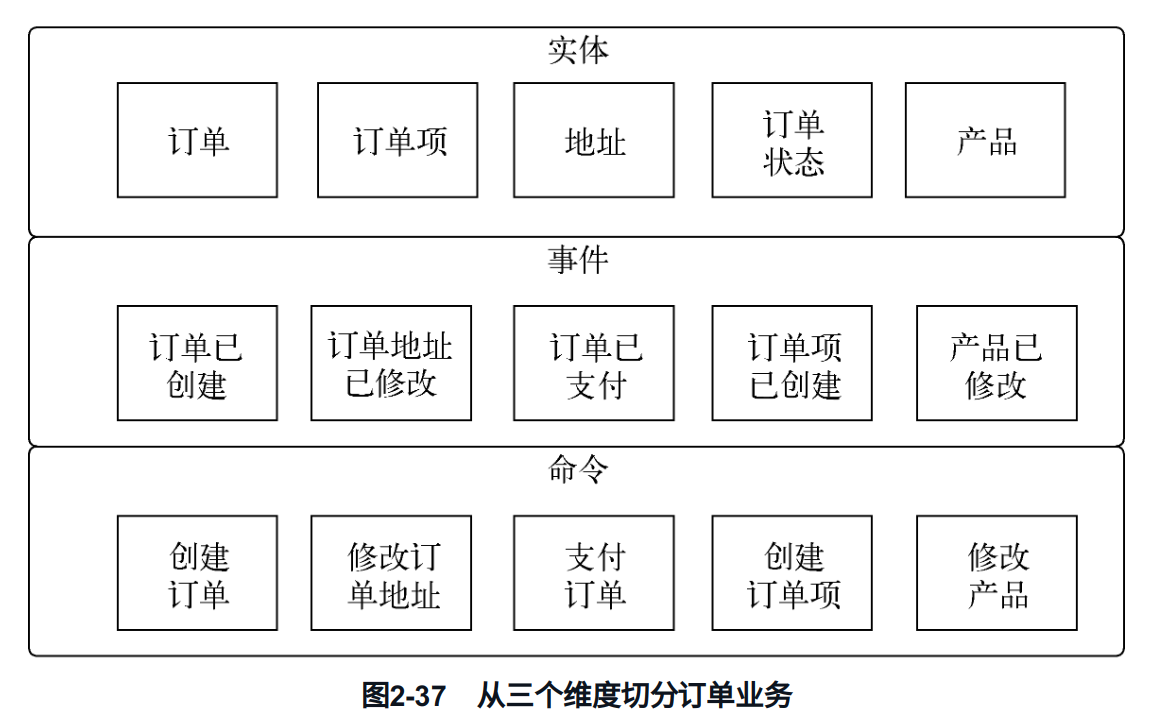 实体
订单
订单项
地址
订单
状态
产品
事件
订单已
创建
订单地址
已修改
订单已
支付
订单项
已创建
产品已
修改
命令
创建
订单
修改订
单地址
支付
订单
创建
订单项
修改
产品
图2-37 从三个维度切分订单业务